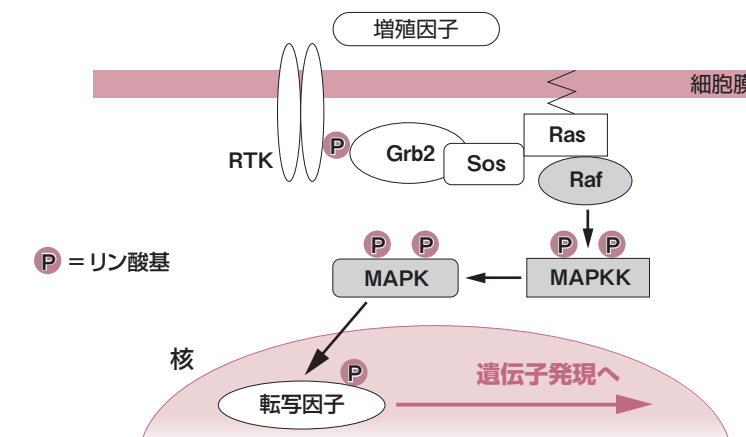 増殖因子
細胞膜
RTK
P
Grb2
Sos
Ras
Raf
P = リン酸基
P P
MAPK
P P
MAPKK
核
P
転写因子
遺伝子発現へ